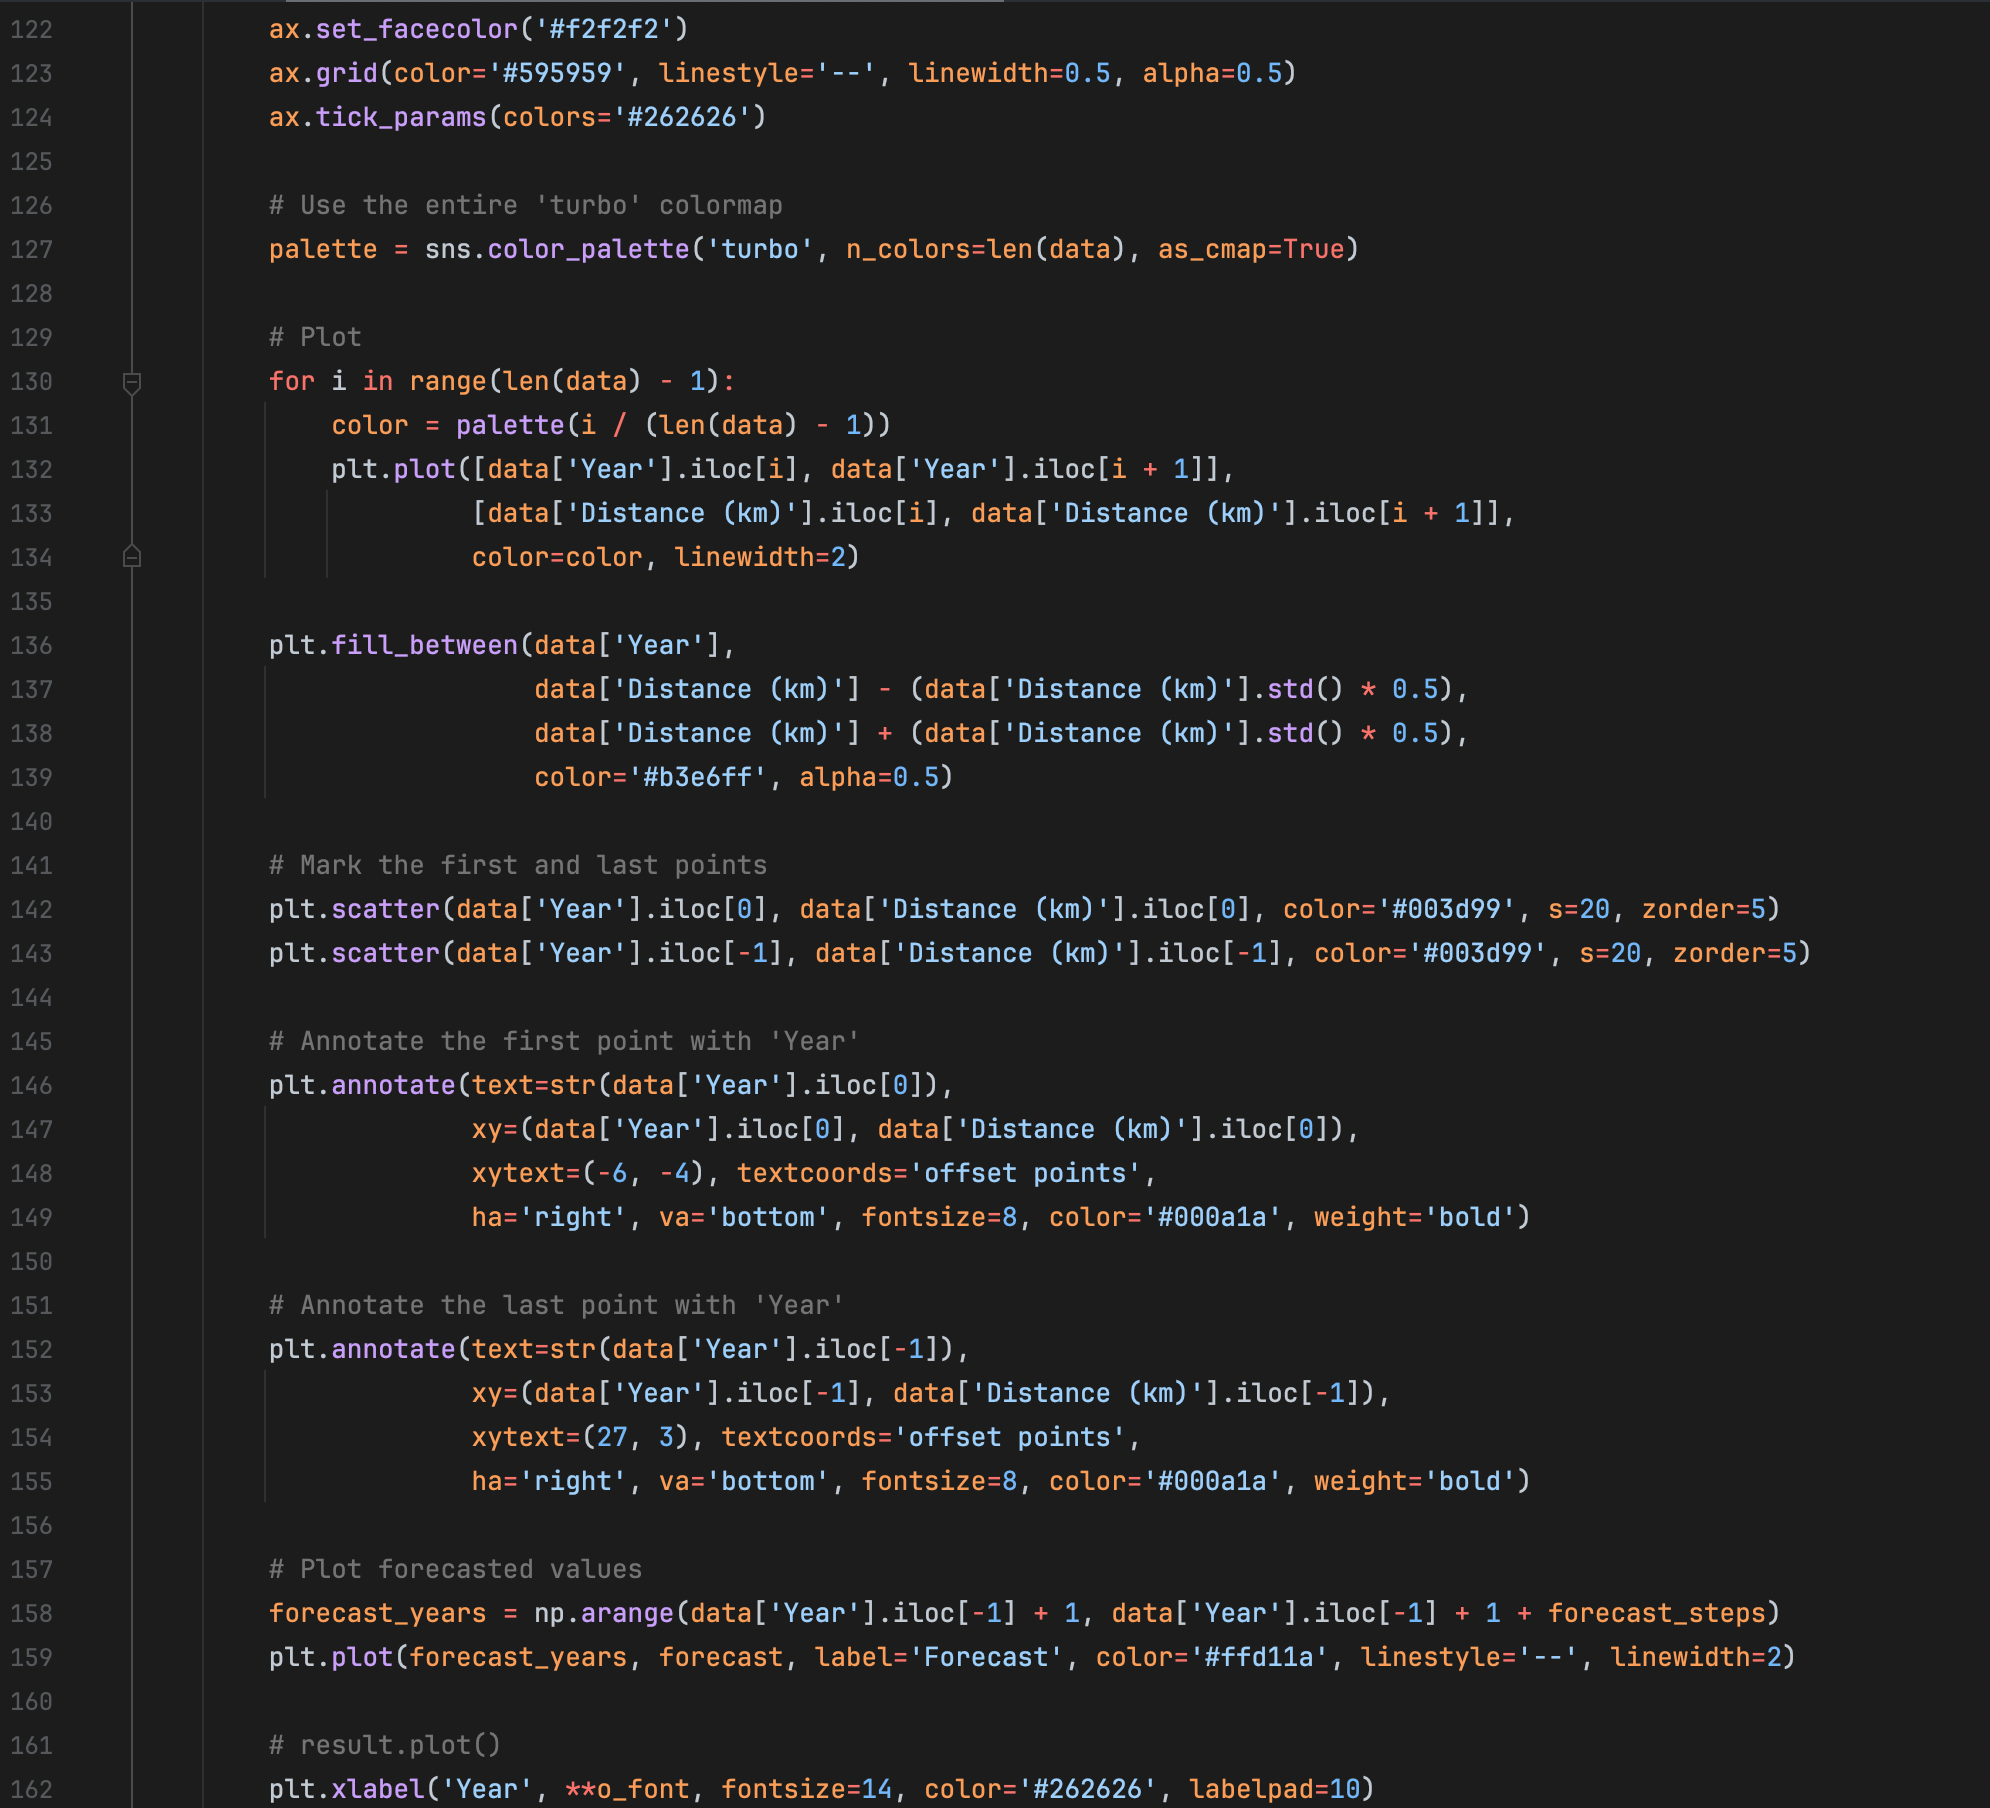 122 ax.set_facecolor('#f2f2f2')
123 ax.grid(color='#595959', linestyle='--', linewidth=0.5, alpha=0.5)
124 ax.tick_params(colors='#262626')
125
126 # Use the entire 'turbo' colormap
127 palette = sns.color_palette('turbo', n_colors=len(data), as_cmap=True)
128
129 # Plot
130 for i in range(len(data) - 1):
131     color = palette(i / (len(data) - 1))
132     plt.plot([data['Year'].iloc[i], data['Year'].iloc[i + 1]],
133              [data['Distance (km)'].iloc[i], data['Distance (km)'].iloc[i + 1]],
134              color=color, linewidth=2)
135
136 plt.fill_between(data['Year'],
137                  data['Distance (km)'] - (data['Distance (km)'].std() * 0.5),
138                  data['Distance (km)'] + (data['Distance (km)'].std() * 0.5),
139                  color='#b3e6ff', alpha=0.5)
140
141 # Mark the first and last points
142 plt.scatter(data['Year'].iloc[0], data['Distance (km)'].iloc[0], color='#003d99', s=20, zorder=5)
143 plt.scatter(data['Year'].iloc[-1], data['Distance (km)'].iloc[-1], color='#003d99', s=20, zorder=5)
144
145 # Annotate the first point with 'Year'
146 plt.annotate(text=str(data['Year'].iloc[0]),
147              xy=(data['Year'].iloc[0], data['Distance (km)'].iloc[0]),
148              xytext=(-6, -4), textcoords='offset points',
149              ha='right', va='bottom', fontsize=8, color='#000a1a', weight='bold')
150
151 # Annotate the last point with 'Year'
152 plt.annotate(text=str(data['Year'].iloc[-1]),
153              xy=(data['Year'].iloc[-1], data['Distance (km)'].iloc[-1]),
154              xytext=(27, 3), textcoords='offset points',
155              ha='right', va='bottom', fontsize=8, color='#000a1a', weight='bold')
156
157 # Plot forecasted values
158 forecast_years = np.arange(data['Year'].iloc[-1] + 1, data['Year'].iloc[-1] + 1 + forecast_steps)
159 plt.plot(forecast_years, forecast, label='Forecast', color='#ffd11a', linestyle='--', linewidth=2)
160
161 # result.plot()
162 plt.xlabel('Year', **o_font, fontsize=14, color='#262626', labelpad=10)